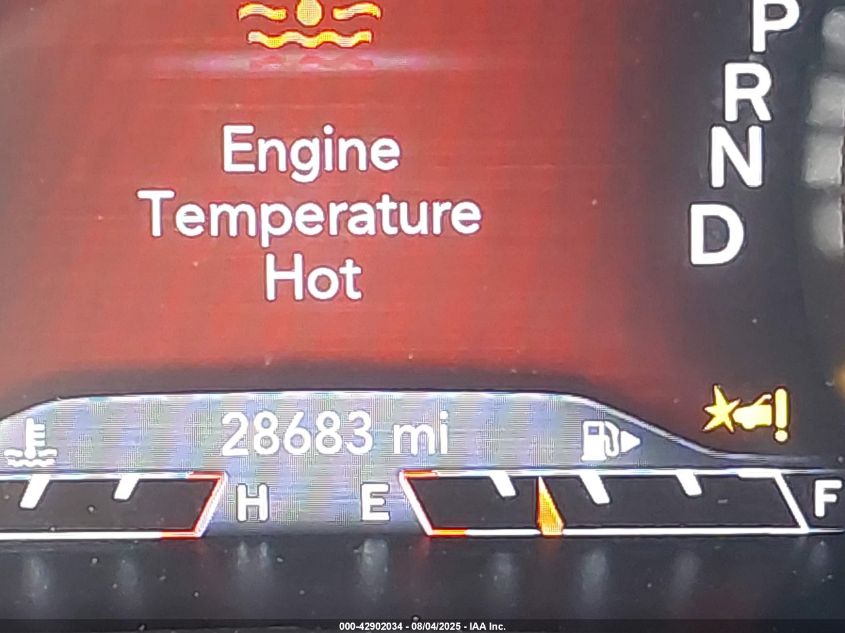 P
R
N
D
Engine
Temperature
Hot
28683 mi
H E F
000-42902034 - 08/04/2025 - IAA Inc.